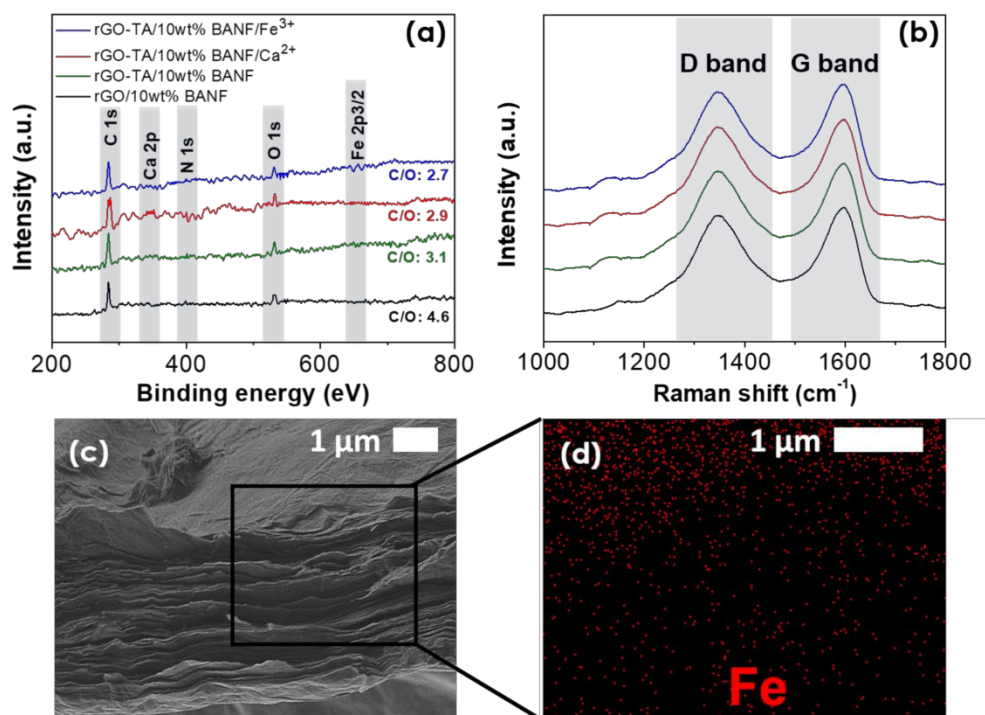 (a)
rGO-TA/10wt% BANF/Fe³⁺
rGO-TA/10wt% BANF/Ca²⁺
rGO-TA/10wt% BANF
rGO/10wt% BANF
C 1s
Ca 2p
N 1s
O 1s
Fe 2p3/2
C/O: 2.7
C/O: 2.9
C/O: 3.1
C/O: 4.6
Intensity (a.u.)
200 300 400 500 600 700 800
Binding energy (eV)
(b)
D band G band
Intensity (a.u.)
1000 1200 1400 1600 1800
Raman shift (cm⁻¹)
(c) 1 μm
(d) 1 μm
Fe